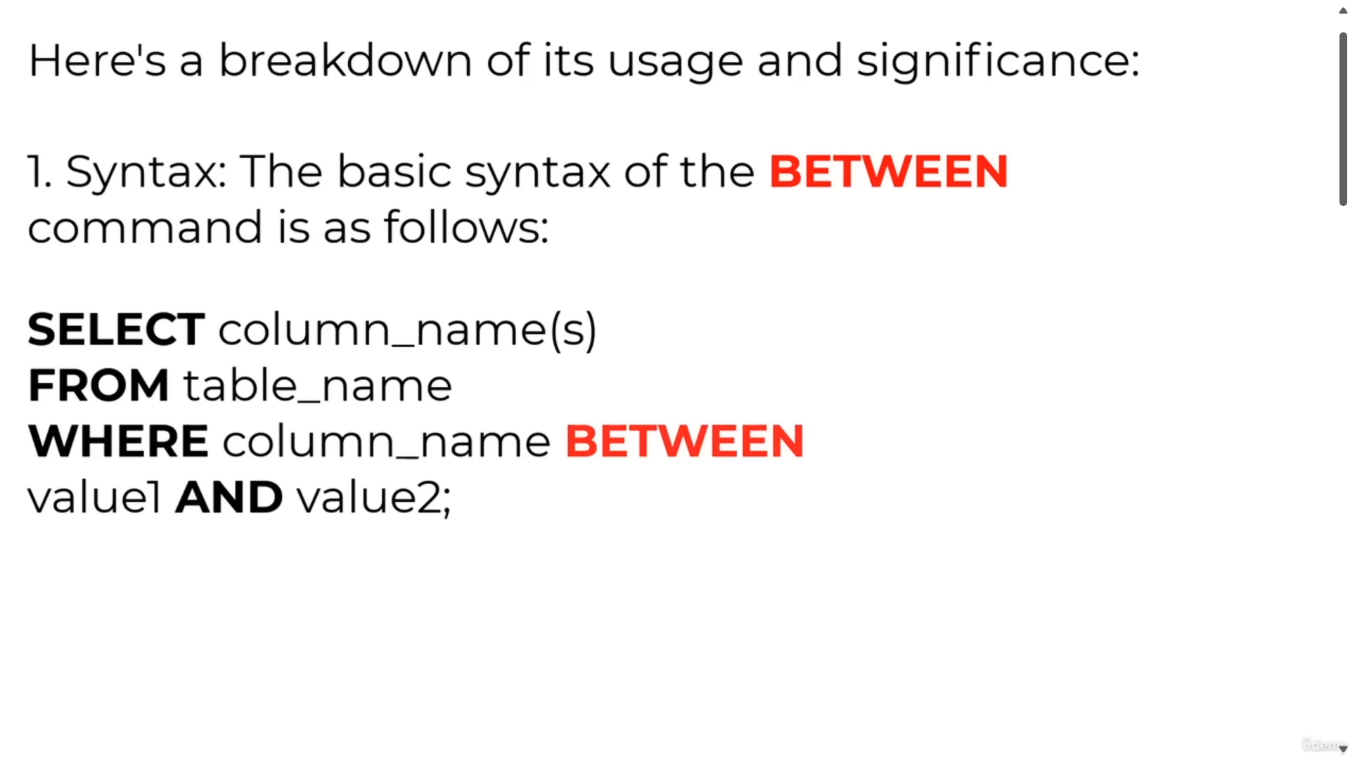 Here's a breakdown of its usage and significance:
1. Syntax: The basic syntax of the BETWEEN
command is as follows:
SELECT column_name(s)
FROM table_name
WHERE column_name BETWEEN
value1 AND value2;